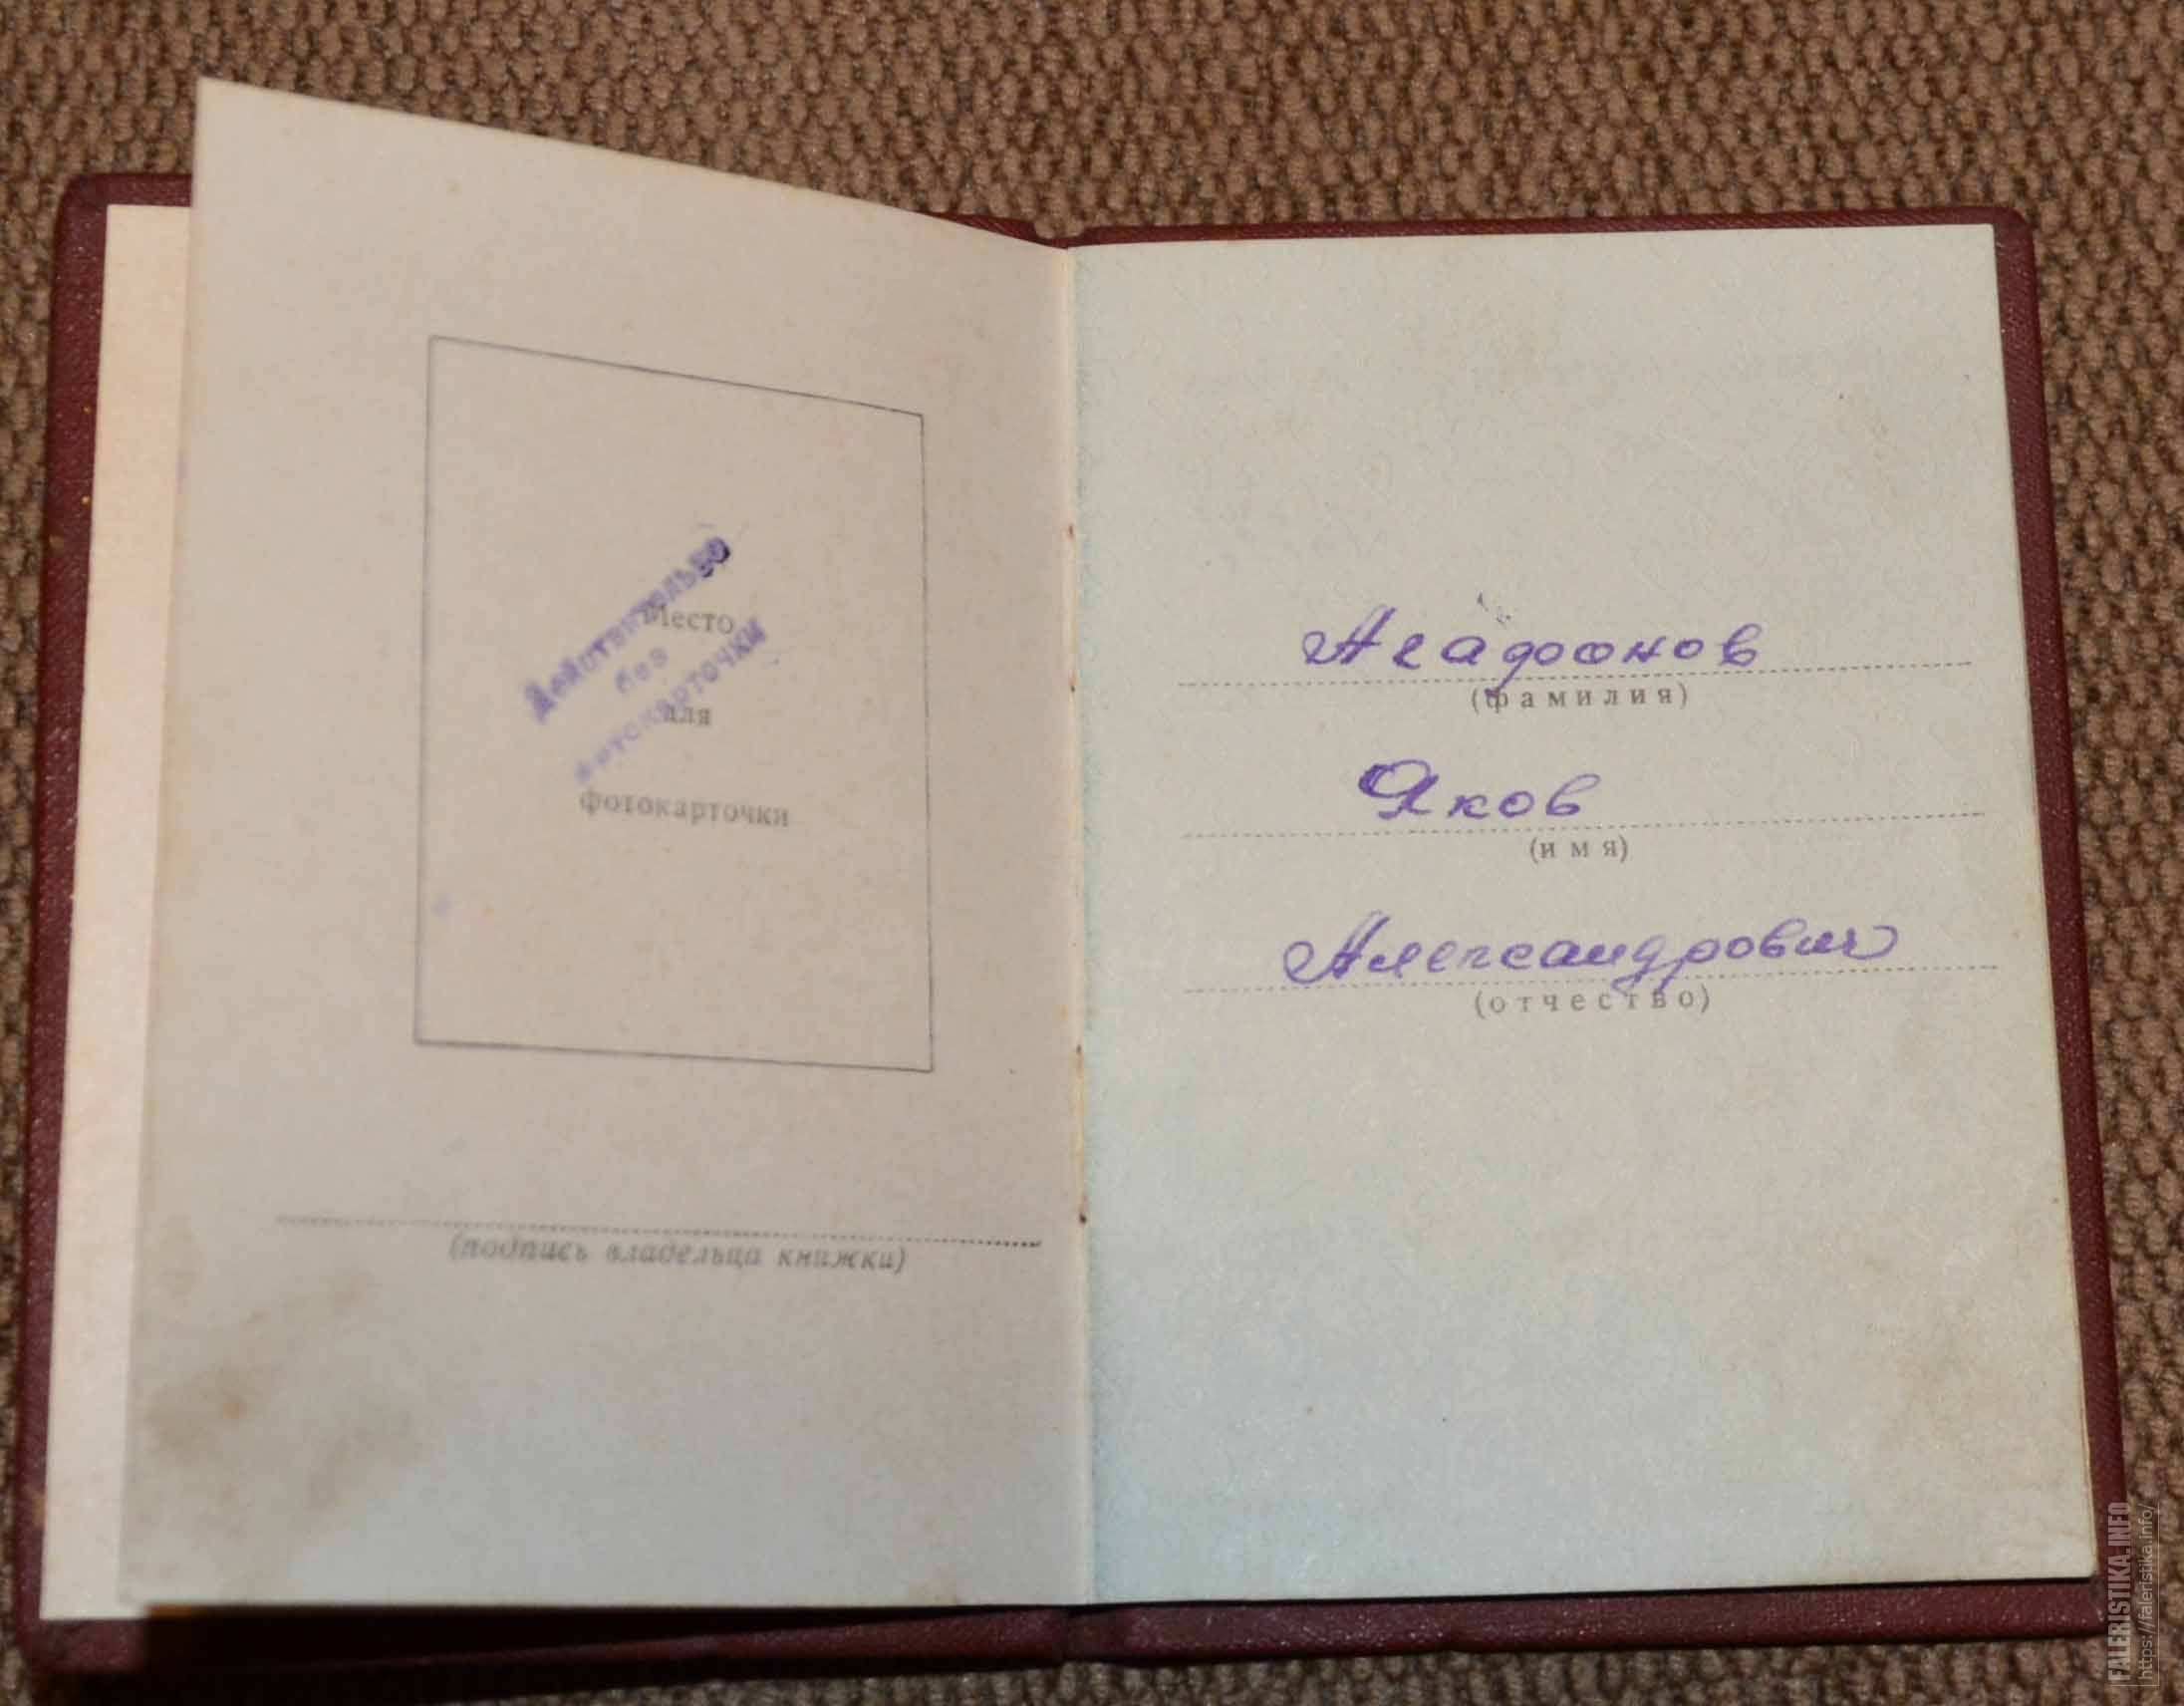 Действительно
без
фотокарточки
Место
для
фотокарточки
(подпись владельца книжки)
Агафонов
(фамилия)
Яков
(имя)
Александрович
(отчество)
FALERISTIKA.INFO
https://faleristika.info/